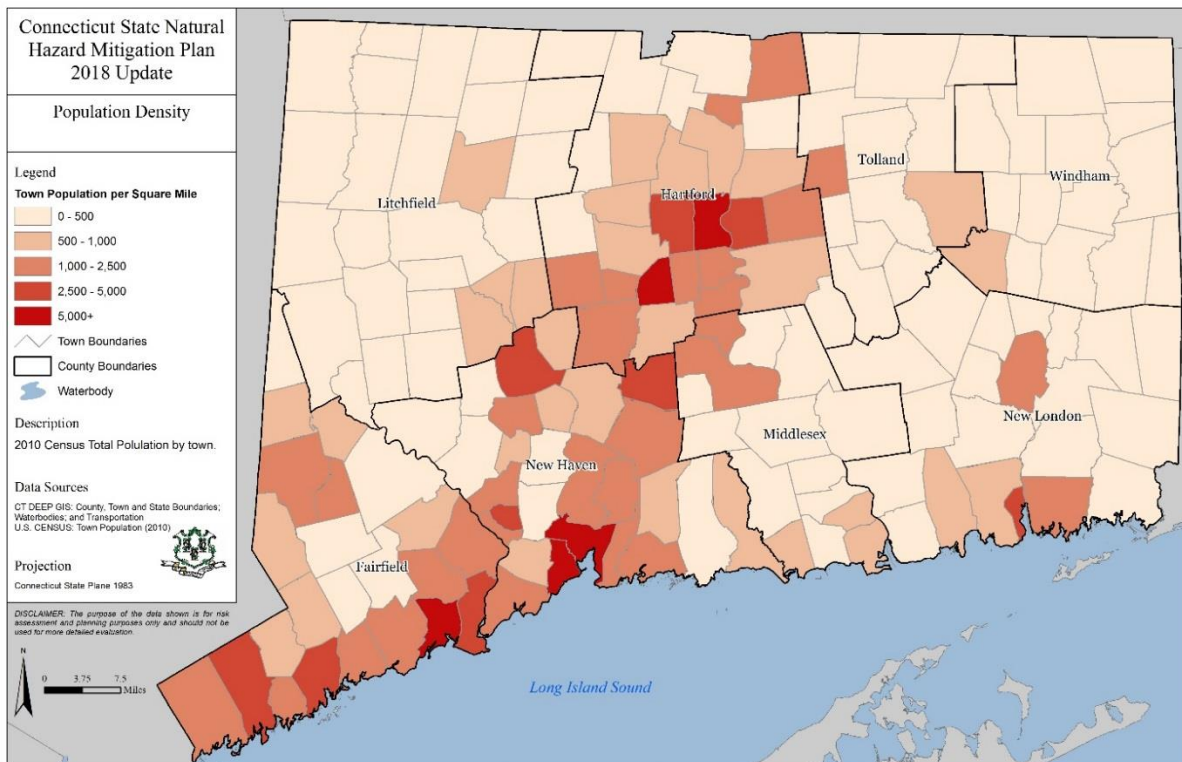 Connecticut State Natural
Hazard Mitigation Plan
2018 Update
Population Density
Legend
Town Population per Square Mile
0 - 500
500 - 1,000
1,000 - 2,500
2,500 - 5,000
5,000+
Town Boundaries
County Boundaries
Waterbody
Description
2010 Census Total Polulation by town.
Data Sources
CT DEEP GIS: County, Town and State Boundaries;
Waterbodies; and Transportation
U.S. CENSUS: Town Population (2010)
Projection
Connecticut State Plane 1983
DISCLAIMER: The purpose of the data shown is for risk
assessment and planning purposes only and should not be
used for more detailed evaluation.
N
0 3.75 7.5
Miles
Litchfield
Hartford
Tolland
Windham
New Haven
Middlesex
New London
Fairfield
Long Island Sound